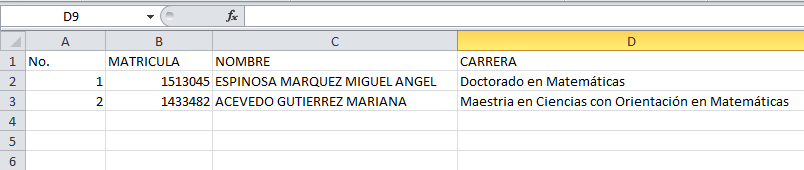 D9 fx
A B C D
1 No. MATRICULA NOMBRE CARRERA
2 1 1513045 ESPINOSA MARQUEZ MIGUEL ANGEL Doctorado en Matemáticas
3 2 1433482 ACEVEDO GUTIERREZ MARIANA Maestria en Ciencias con Orientación en Matemáticas
4
5
6